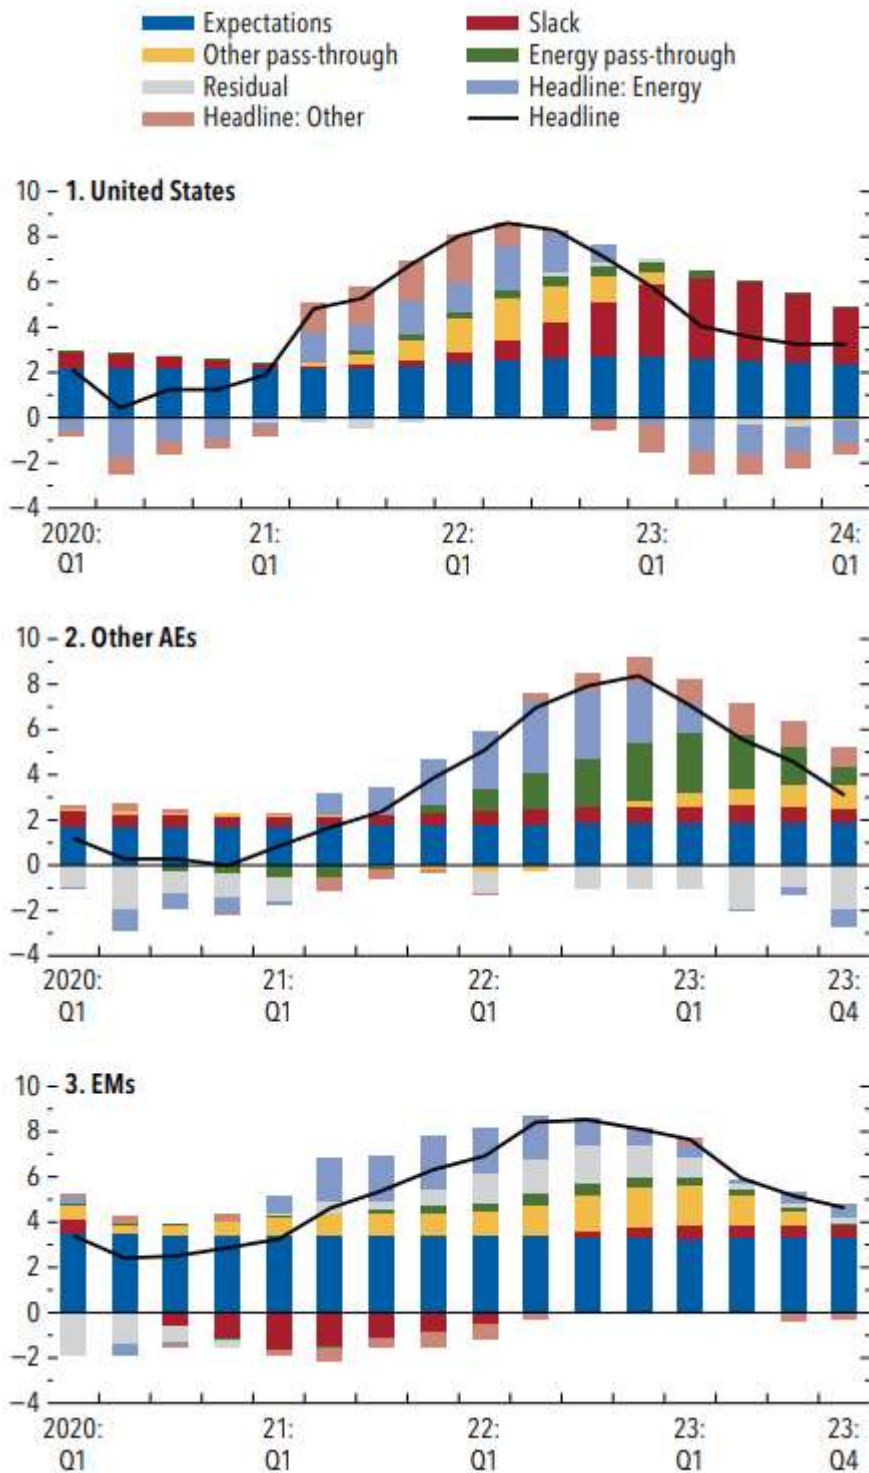 Expectations Slack
Other pass-through Energy pass-through
Residual Headline: Energy
Headline: Other Headline
1. United States
10
8
6
4
2
0
−2
−4
2020: 21: 22: 23: 24:
Q1 Q1 Q1 Q1 Q1
2. Other AEs
10
8
6
4
2
0
−2
−4
2020: 21: 22: 23: 23:
Q1 Q1 Q1 Q1 Q4
3. EMs
10
8
6
4
2
0
−2
−4
2020: 21: 22: 23: 23:
Q1 Q1 Q1 Q1 Q4